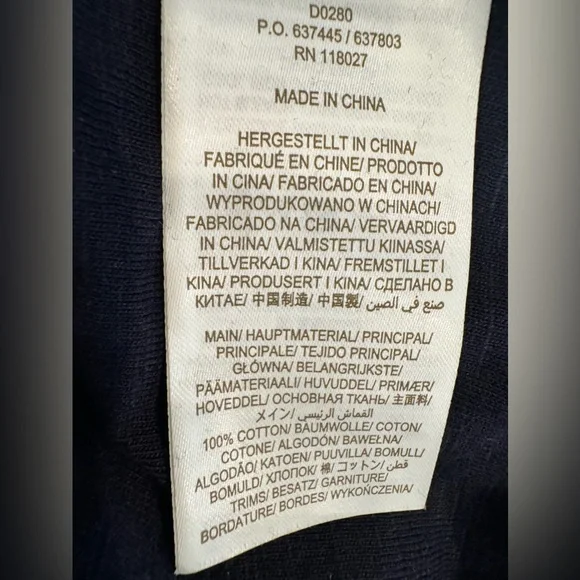 D0280
P.O. 637445 / 637803
RN 118027
MADE IN CHINA
HERGESTELLT IN CHINA/
FABRIQUÉ EN CHINE/ PRODOTTO
IN CINA/ FABRICADO EN CHINA/
WYPRODUKOWANO W CHINACH/
FABRICADO NA CHINA/ VERVAARDIGD
IN CHINA/ VALMISTETTU KIINASSA/
TILLVERKAD I KINA/ FREMSTILLET I
KINA/ PRODUSERT I KINA/ СДЕЛАНО В
КИТАЕ/ 中国制造/ 中国製/ صنع في الصين
MAIN/ HAUPTMATERIAL/ PRINCIPAL/
PRINCIPALE/ TEJIDO PRINCIPAL/
GŁÓWNA/ BELANGRIJKSTE/
PÄÄMATERIAALI/ HUVUDDEL/ PRIMÆR/
HOVEDDEL/ ОСНОВНАЯ ТКАНЬ/ 主面料/
メイン/ القماش الرئيسي/
100% COTTON/ BAUMWOLLE/ COTON/
COTONE/ ALGODÓN/ BAWEŁNA/
ALGODÃO/ KATOEN/ PUUVILLA/ BOMULL/
BOMULD/ ХЛОПОК/ 棉/ コットン/ قطن
TRIMS/ BESATZ/ GARNITURE/
BORDATURE/ BORDES/ WYKOŃCZENIA/